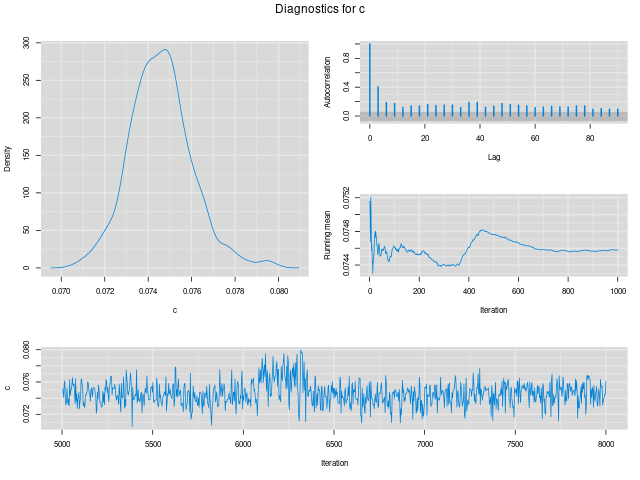 Diagnostics for c
Density
0 50 100 150 200 250 300
0.070 0.072 0.074 0.076 0.078 0.080
c
Autocorrelation
0.0 0.4 0.8
0 20 40 60 80
Lag
Running mean
0.0744 0.0748 0.0752
0 200 400 600 800 1000
Iteration
c
0.072 0.076 0.080
5000 5500 6000 6500 7000 7500 8000
Iteration